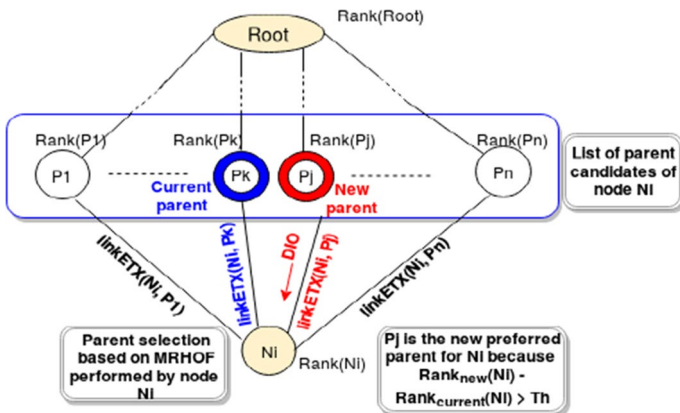 Rank(Root)
Root
Rank(P1)
Rank(Pk)
Rank(Pj)
Rank(Pn)
P1
Pk
Pj
Pn
Current
parent
New
parent
List of parent
candidates of
node Ni
linkETX(Ni, P1)
linkETX(Ni, Pk)
DIO
linkETX(Ni, Pj)
linkETX(Ni, Pn)
Ni
Rank(Ni)
Parent selection
based on MRHOF
performed by node
Ni
Pj is the new preferred
parent for Ni because
Ranknew(Ni) -
Rankcurrent(Ni) > Th